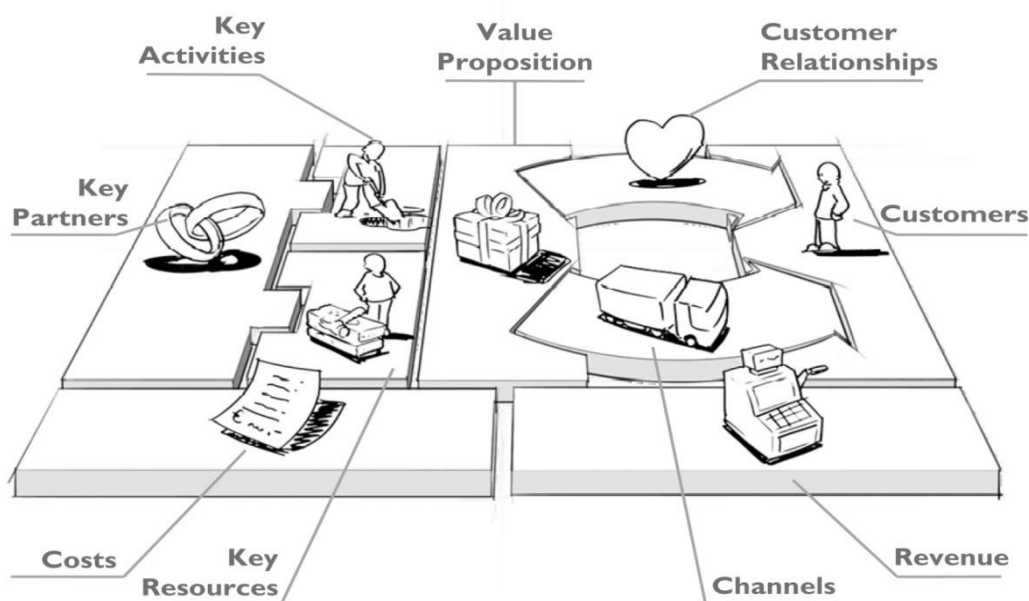 Key
Activities
Value
Proposition
Customer
Relationships
Key
Partners
Customers
Costs
Key
Resources
Channels
Revenue